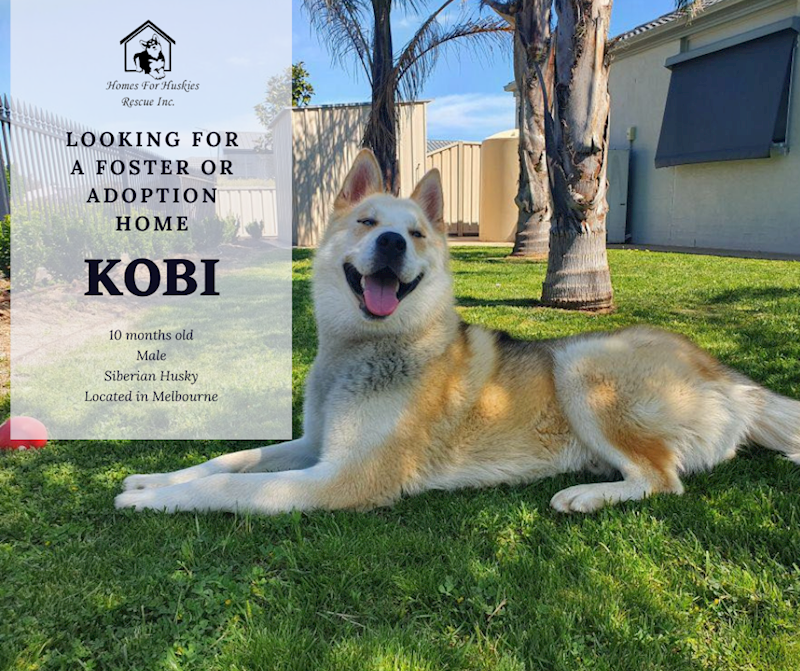 Homes For Huskies
Rescue Inc.
LOOKING FOR
A FOSTER OR
ADOPTION
HOME
KOBI
10 months old
Male
Siberian Husky
Located in Melbourne